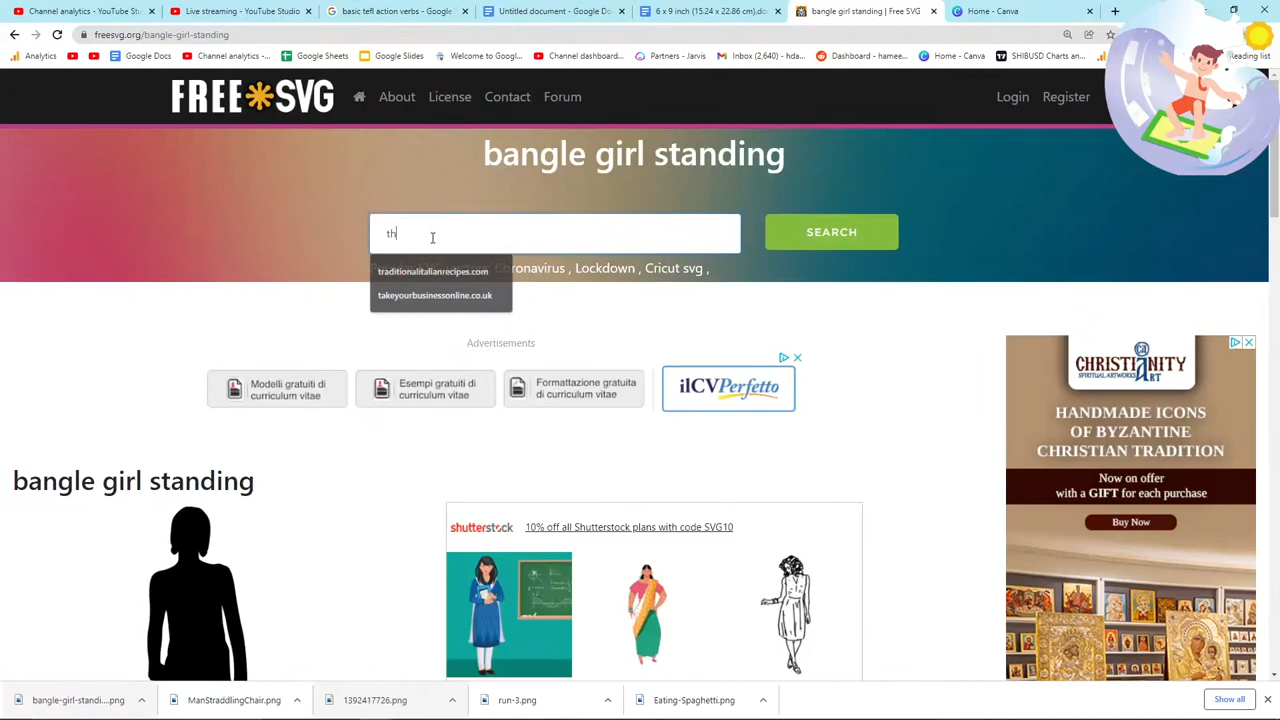 Channel content - YouTube Studio
Live streaming - YouTube Studio
basic tefl action verbs - Google
Untitled document - Google Doc
6 x 9 inch (15.24 x 22.86 cm).doc
bangle girl standing | Free SVG
Home - Canva
freesvg.org/bangle-girl-standing
Analytics
Google Docs
Channel analytics -...
Google Sheets
Google Slides
Welcome to Googl...
Channel dashboard...
Partners - Jarvis
Inbox (2,640) - hda...
Dashboard - hamee...
Home - Canva
SHIBUSD Charts an...
Reading list
FREE SVG
About
License
Contact
Forum
Login
Register
bangle girl standing
th
SEARCH
traditionalitalianrecipes.com
takeyourbusinessonline.co.uk
Coronavirus , Lockdown , Cricut svg ,
Advertisements
Modelli gratuiti di
curriculum vitae
Esempi gratuiti di
curriculum vitae
Formattazione gratuita
di curriculum vitae
ilCVPerfetto
CHRISTIANITY
SPIRITUAL ARTWORKS ART
HANDMADE ICONS
OF BYZANTINE
CHRISTIAN TRADITION
Now on offer
with a GIFT for each purchase
Buy Now
bangle girl standing
shutterstock
10% off all Shutterstock plans with code SVG10
bangle-girl-standi....png
ManStraddlingChair.png
1392417726.png
run-3.png
Eating-Spaghetti.png
Show all